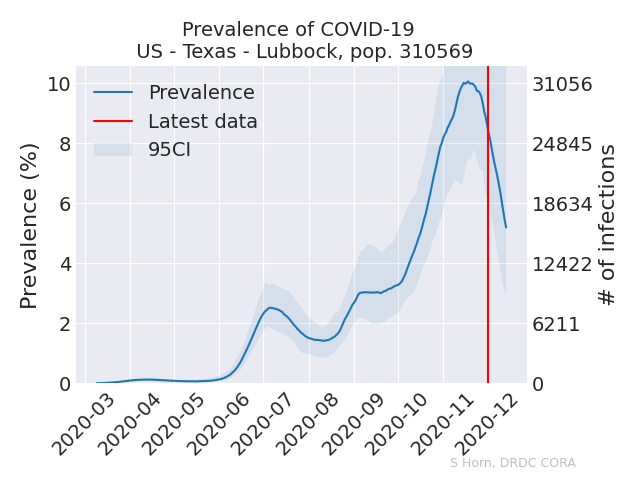 Prevalence of COVID-19
US - Texas - Lubbock, pop. 310569
Prevalence
Latest data
95CI
Prevalence (%)
10
8
6
4
2
0
31056
24845
18634
12422
6211
0
# of infections
2020-03
2020-04
2020-05
2020-06
2020-07
2020-08
2020-09
2020-10
2020-11
2020-12
S Horn, DRDC CORA